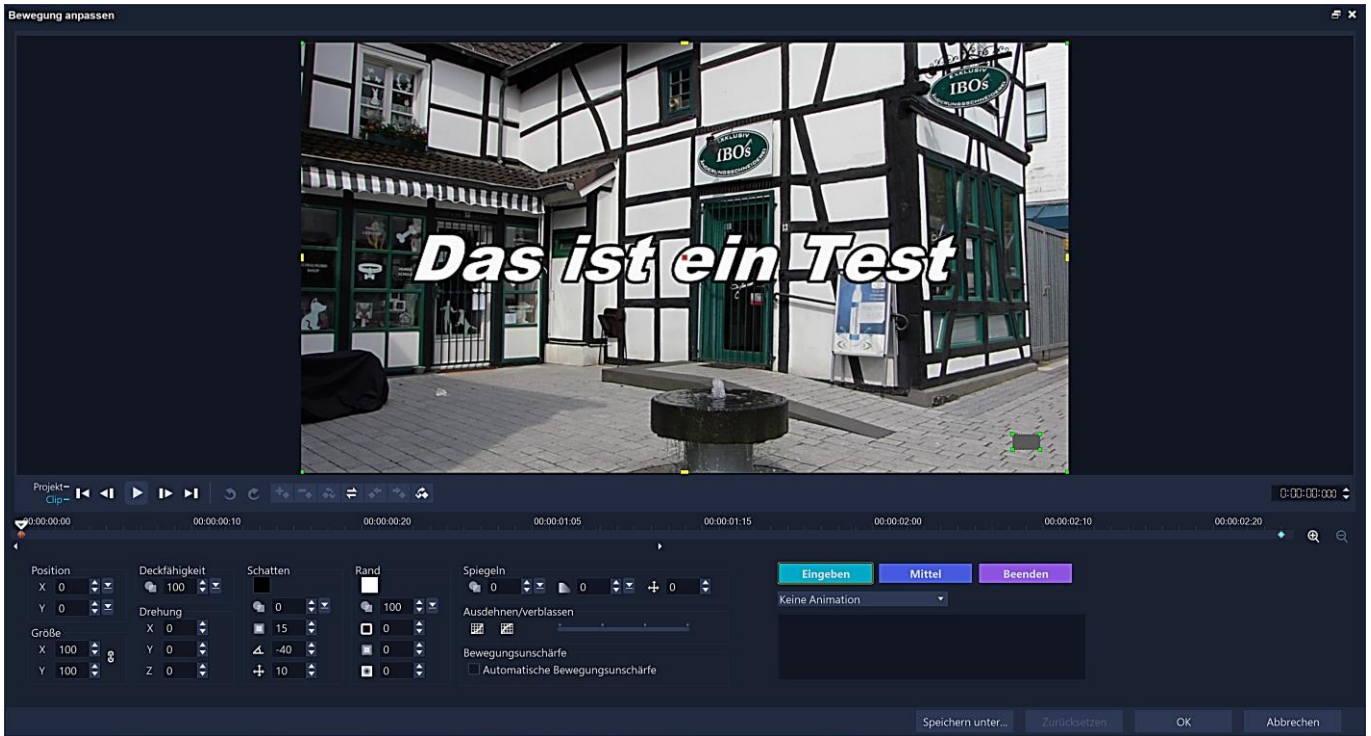 Bewegung anpassen
EXKLUSIV
IBOs
ÄNDERUNGSSCHNEIDEREI
EXKLUSIV
IBOs
ÄNDERUNGSSCHNEIDEREI
Das ist ein Test
Projekt
Clip
0:00:00:000
00:00:00:00 00:00:00:10 00:00:00:20 00:00:01:05 00:00:01:15 00:00:02:00 00:00:02:10 00:00:02:20
Position Deckfähigkeit Schatten Rand Spiegeln Eingeben Mittel Beenden
X 0 100 0 0 0
Keine Animation
Y 0 Drehung 0 100 Ausdehnen/verblassen
Größe X 0 15 0
X 100 Y 0 -40 0 Bewegungsunschärfe
Y 100 Z 0 10 0 Automatische Bewegungsunschärfe
Speichern unter... Zurücksetzen OK Abbrechen